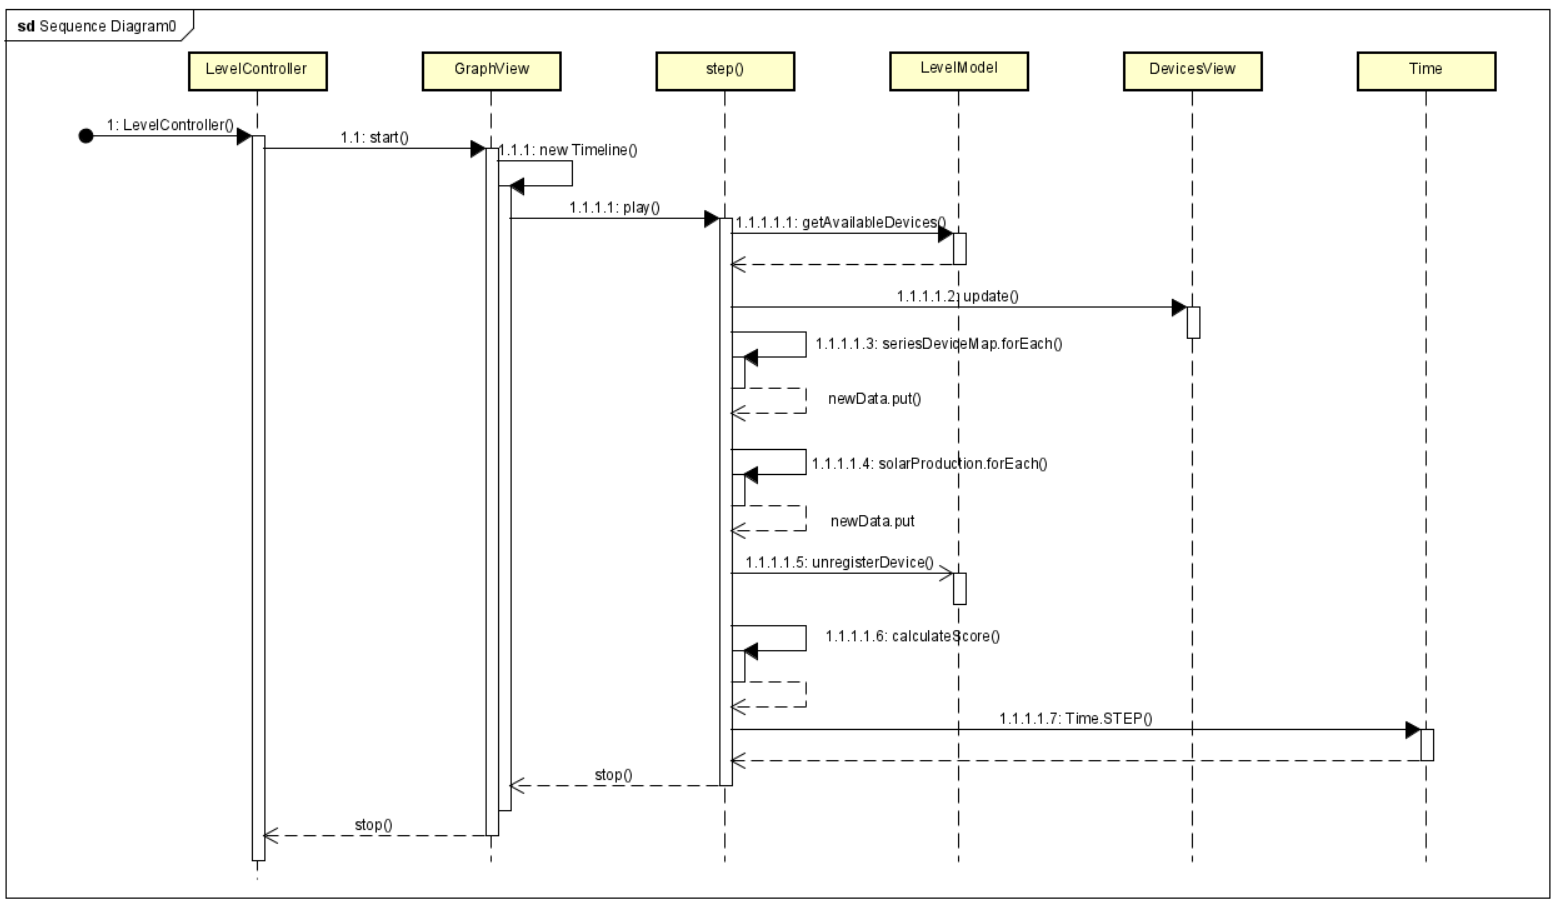 sd Sequence Diagram0
LevelController
GraphView
step()
LevelModel
DevicesView
Time
1: LevelController()
1.1: start()
1.1.1: new Timeline()
1.1.1.1: play()
1.1.1.1.1: getAvailableDevices()
1.1.1.1.2: update()
1.1.1.1.3: seriesDeviceMap.forEach()
newData.put()
1.1.1.1.4: solarProduction.forEach()
newData.put
1.1.1.1.5: unregisterDevice()
1.1.1.1.6: calculateScore()
1.1.1.1.7: Time.STEP()
stop()
stop()